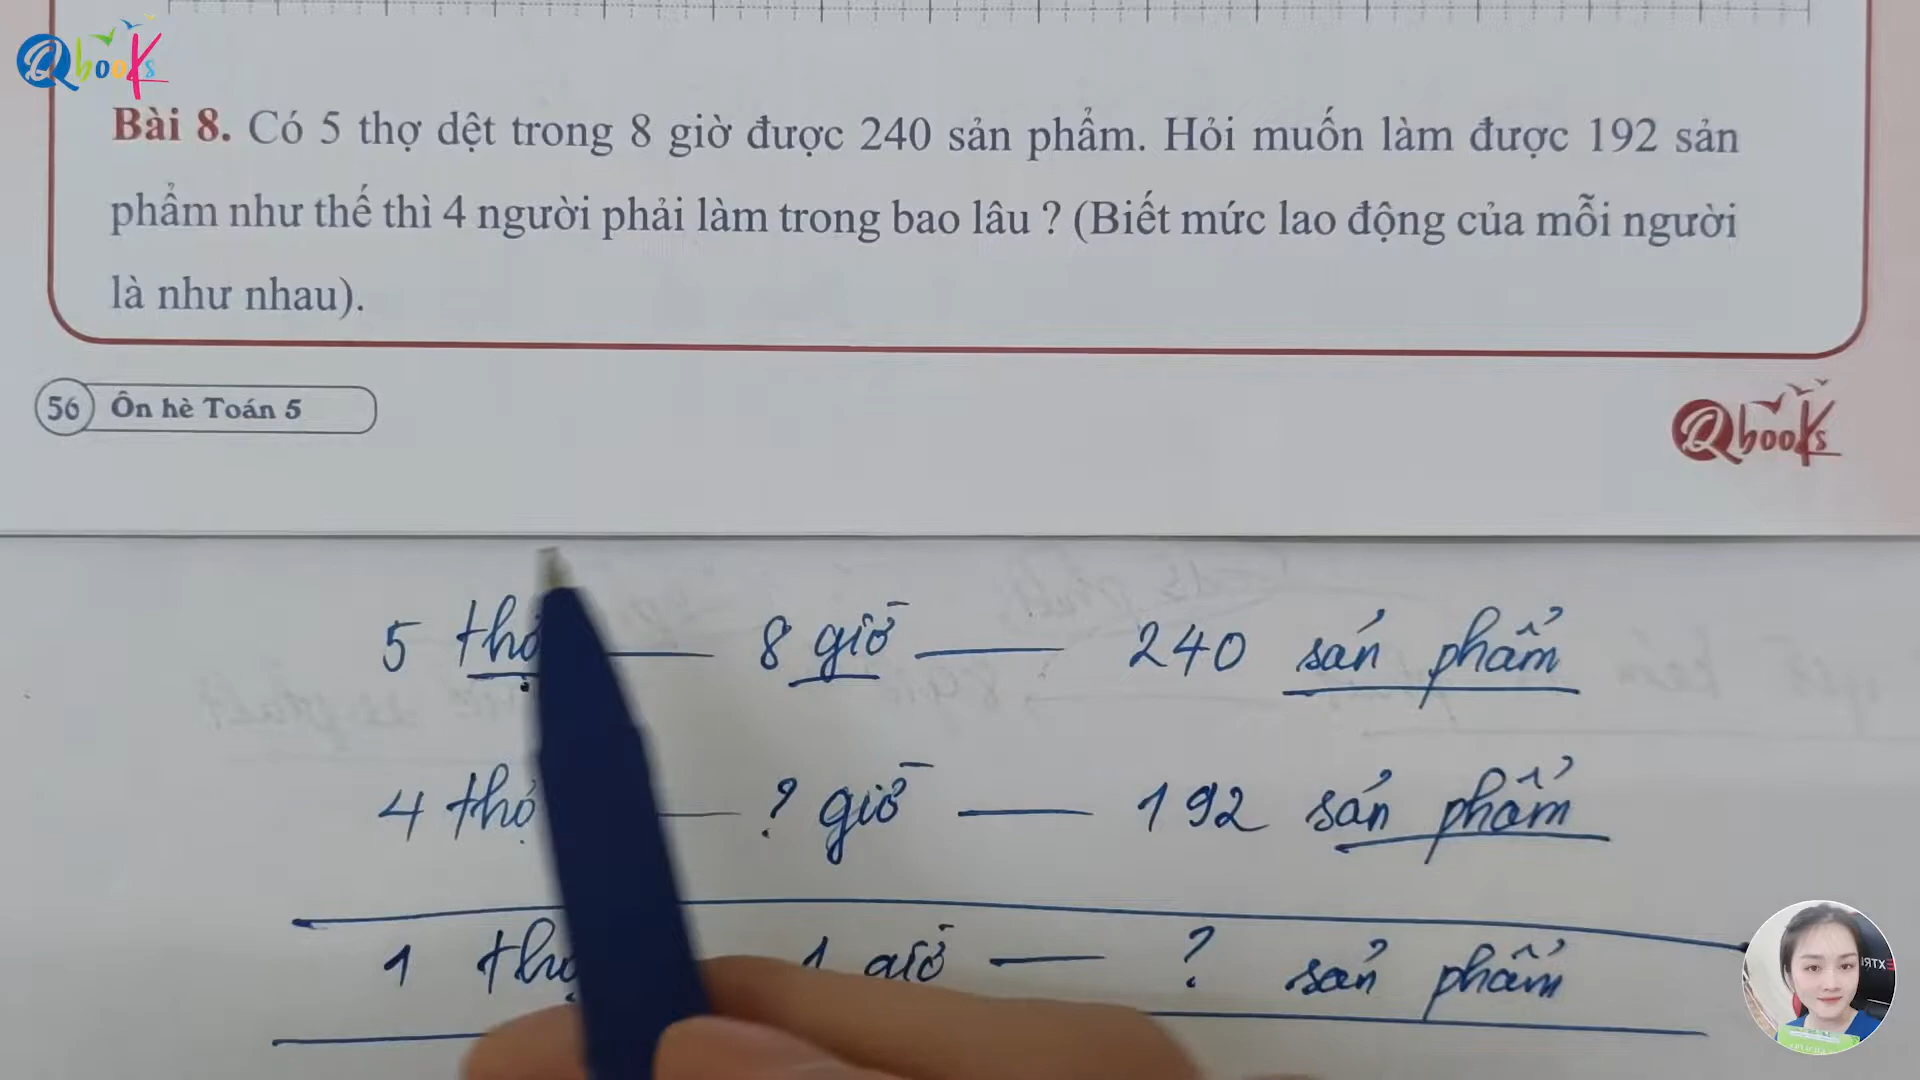 Qbooks
Bài 8. Có 5 thợ dệt trong 8 giờ được 240 sản phẩm. Hỏi muốn làm được 192 sản
phẩm như thế thì 4 người phải làm trong bao lâu ? (Biết mức lao động của mỗi người
là như nhau).
56 Ôn hè Toán 5
Qbooks
5 thợ — 8 giờ — 240 sản phẩm
4 thợ — ? giờ — 192 sản phẩm
1 thợ 1 giờ — ? sản phẩm